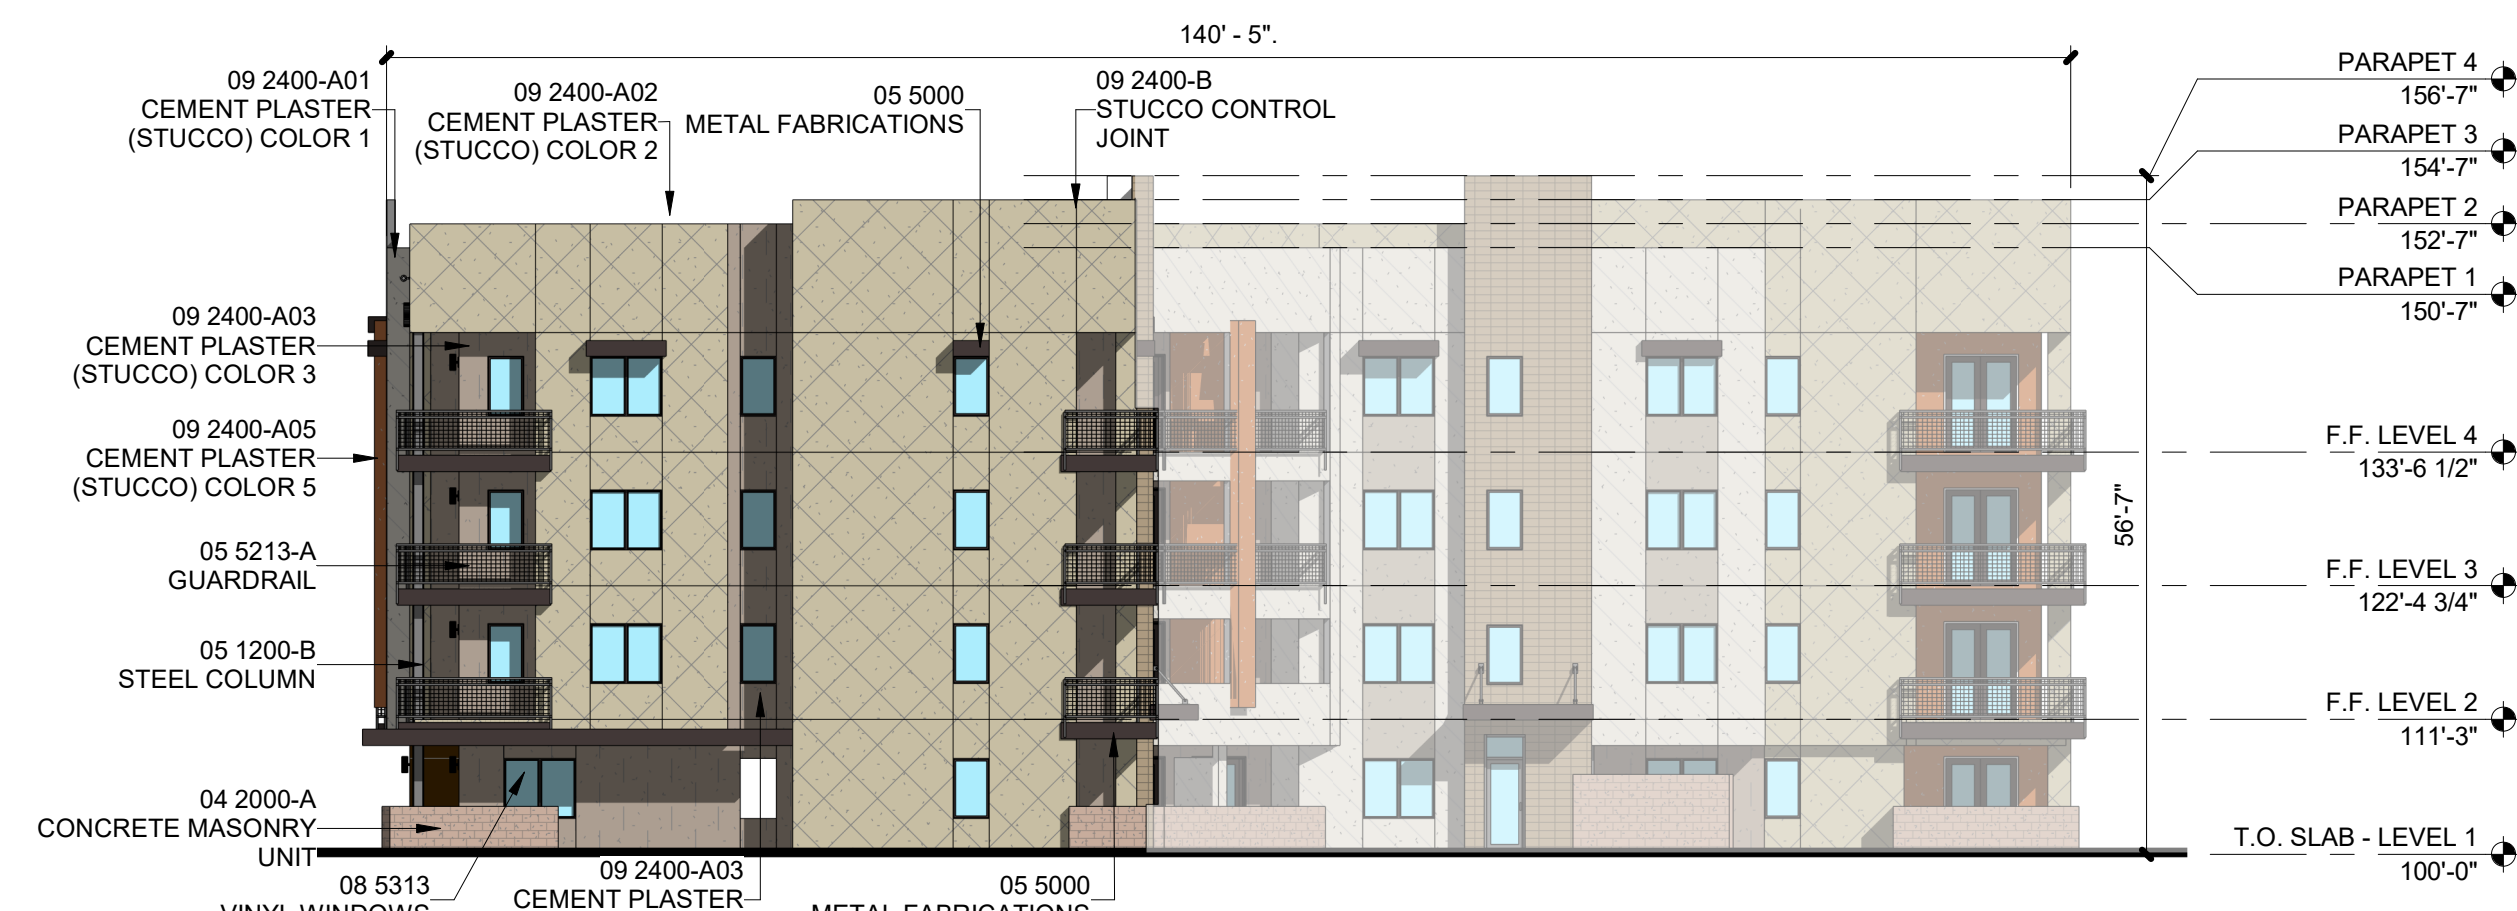 140' - 5".
09 2400-A01
CEMENT PLASTER
(STUCCO) COLOR 1
09 2400-A02
CEMENT PLASTER
(STUCCO) COLOR 2
05 5000
METAL FABRICATIONS
09 2400-B
STUCCO CONTROL
JOINT
PARAPET 4
156'-7"
PARAPET 3
154'-7"
PARAPET 2
152'-7"
PARAPET 1
150'-7"
09 2400-A03
CEMENT PLASTER
(STUCCO) COLOR 3
09 2400-A05
CEMENT PLASTER
(STUCCO) COLOR 5
05 5213-A
GUARDRAIL
05 1200-B
STEEL COLUMN
04 2000-A
CONCRETE MASONRY
UNIT
F.F. LEVEL 4
133'-6 1/2"
56'-7"
F.F. LEVEL 3
122'-4 3/4"
F.F. LEVEL 2
111'-3"
T.O. SLAB - LEVEL 1
100'-0"
08 5313
VINYL WINDOWS
09 2400-A03
CEMENT PLASTER
05 5000
METAL FABRICATIONS